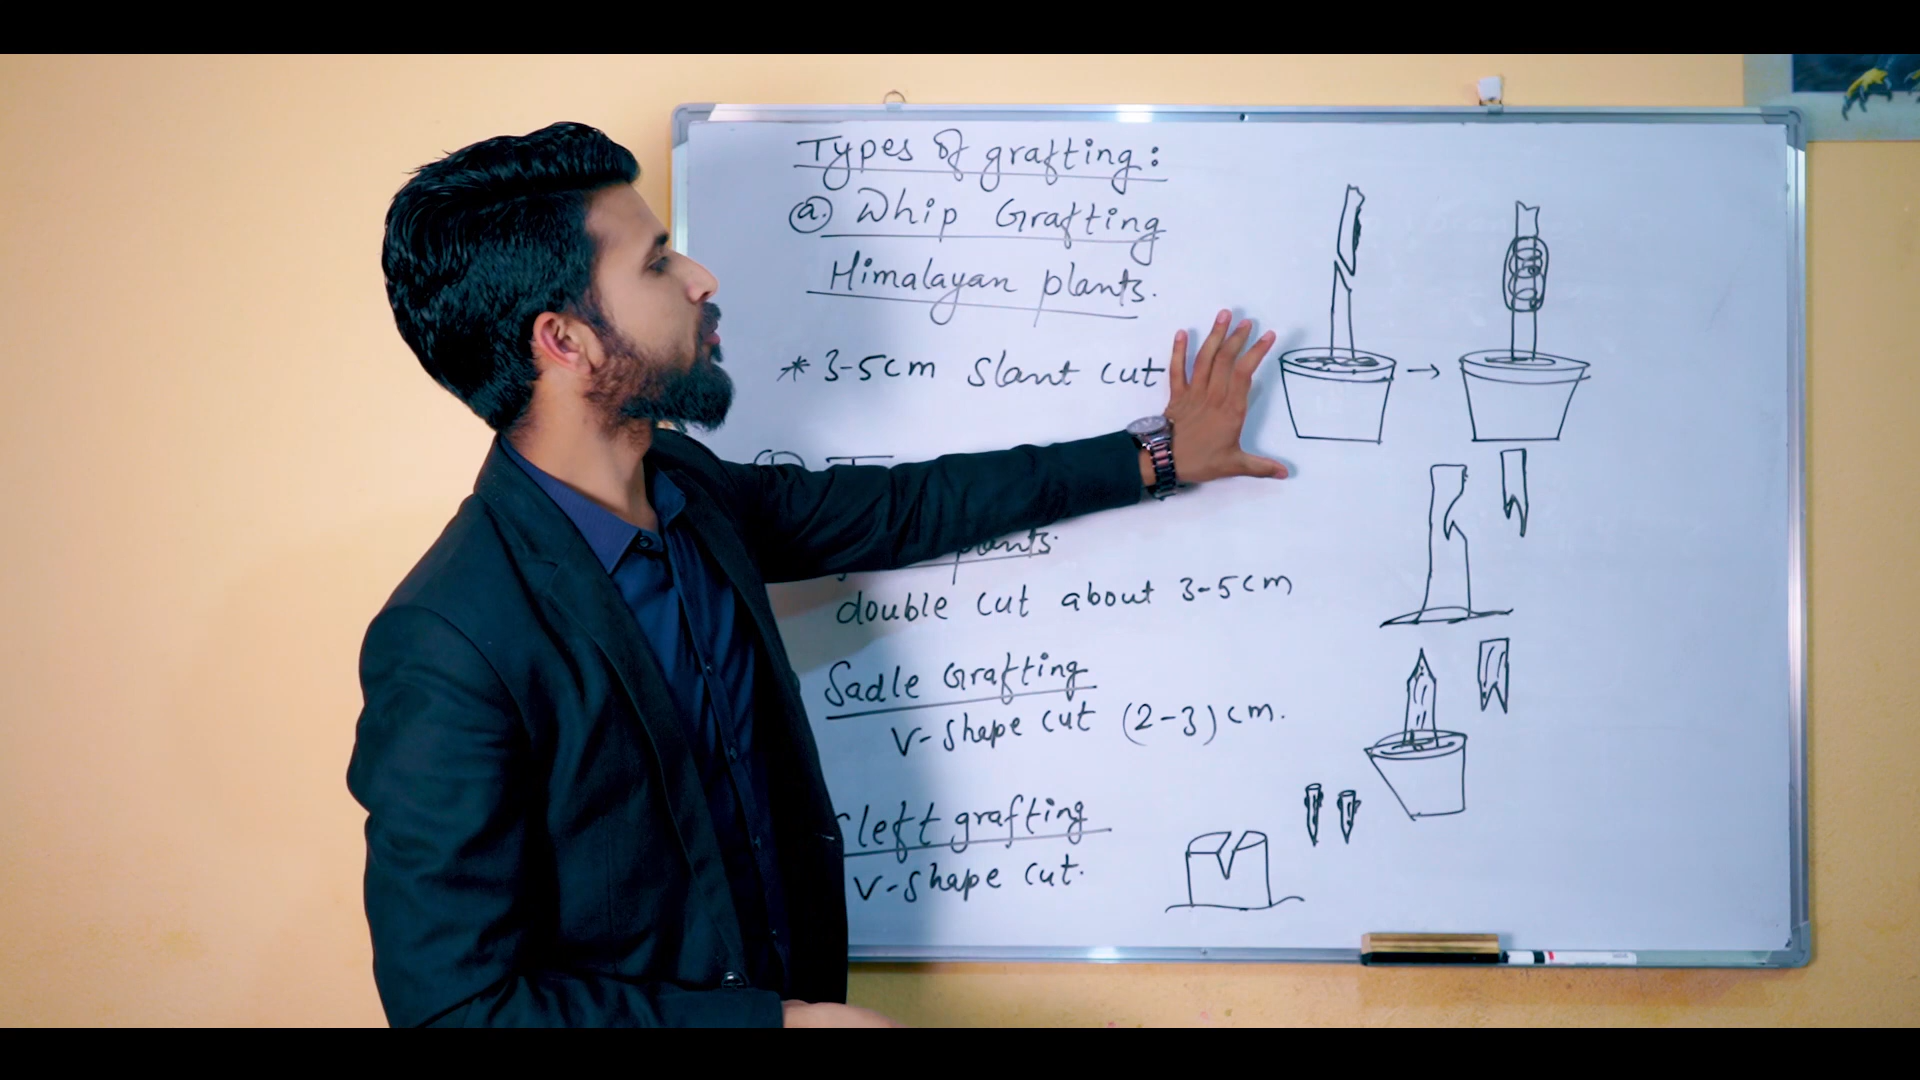 Types of grafting:
ⓐ Whip Grafting
Himalayan plants.
* 3-5cm slant cut
plants.
double cut about 3-5cm
Sadle Grafting
V-shape cut (2-3) cm.
left grafting
V-shape cut.